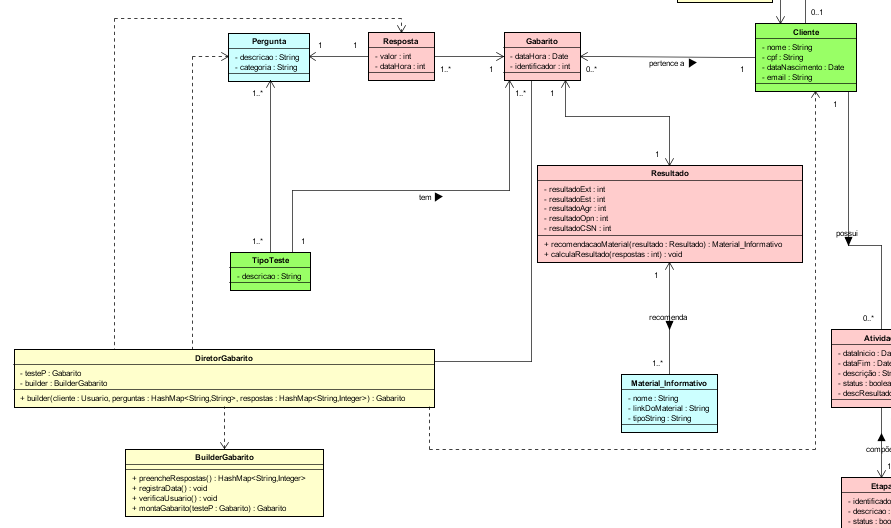 0..1
Pergunta
- descricao : String
- categoria : String
1
1
Resposta
- valor : int
- dataHora : int
1..*
1
Gabarito
- dataHora : Date
- identificador : int
0..*
pertence a
1
Cliente
- nome : String
- cpf : String
- dataNascimento : Date
- email : String
1..*
1..*
1
1
1
Resultado
- resultadoExt : int
- resultadoEst : int
- resultadoAgr : int
- resultadoOpn : int
- resultadoCSN : int
+ recomendacaoMaterial(resultado : Resultado) : Material_Informativo
+ calculaResultado(respostas : int) : void
tem
possui
1..*
1
TipoTeste
- descricao : String
1
recomenda
1..*
0..*
DiretorGabarito
- testeP : Gabarito
- builder : BuilderGabarito
+ builder(cliente : Usuario, perguntas : HashMap<String,String>, respostas : HashMap<String,Integer>) : Gabarito
Material_Informativo
- nome : String
- linkDoMaterial : String
- tipoString : String
Ativida
- dataInicio : Da
- dataFim : Date
- descrição : Str
- status : boolea
- descResultado
BuilderGabarito
+ preencheRespostas() : HashMap<String,Integer>
+ registraData() : void
+ verificaUsuario() : void
+ montaGabarito(testeP : Gabarito) : Gabarito
compõe
1
Etapa
- identificado
- descricao :
- status : boo